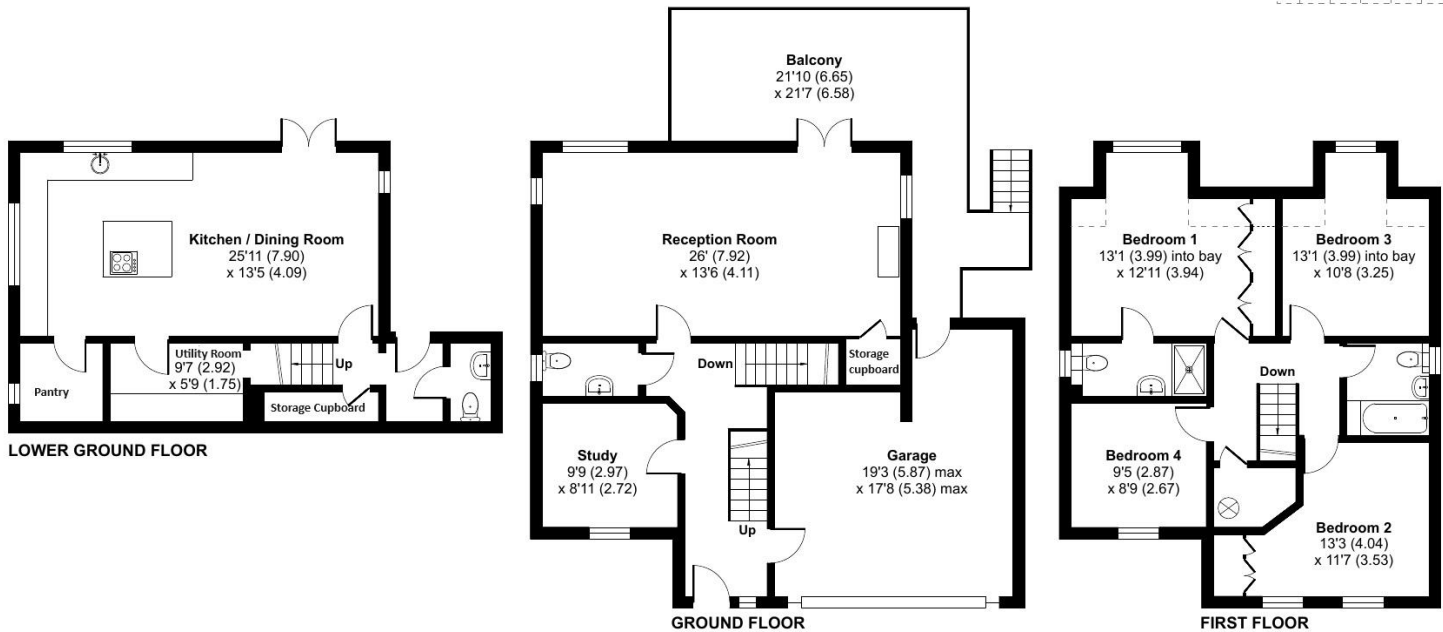 Kitchen / Dining Room
25'11 (7.90)
x 13'5 (4.09)
Utility Room
9'7 (2.92)
x 5'9 (1.75)
Up
Pantry
Storage Cupboard
LOWER GROUND FLOOR
Balcony
21'10 (6.65)
x 21'7 (6.58)
Reception Room
26' (7.92)
x 13'6 (4.11)
Down
Storage
cupboard
Study
9'9 (2.97)
x 8'11 (2.72)
Garage
19'3 (5.87) max
x 17'8 (5.38) max
Up
GROUND FLOOR
Bedroom 1
13'1 (3.99) into bay
x 12'11 (3.94)
Bedroom 3
13'1 (3.99) into bay
x 10'8 (3.25)
Down
Bedroom 4
9'5 (2.87)
x 8'9 (2.67)
Bedroom 2
13'3 (4.04)
x 11'7 (3.53)
FIRST FLOOR